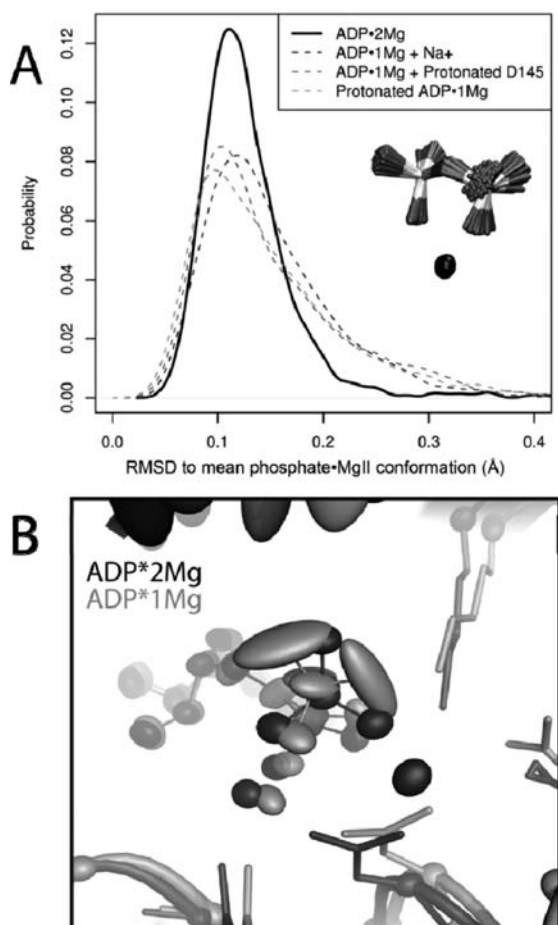 A
ADP•2Mg
ADP•1Mg + Na+
ADP•1Mg + Protonated D145
Protonated ADP•1Mg
Probability
0.12
0.10
0.08
0.06
0.04
0.02
0.00
0.0 0.1 0.2 0.3 0.4
RMSD to mean phosphate•MgII conformation (Å)
B
ADP*2Mg
ADP*1Mg